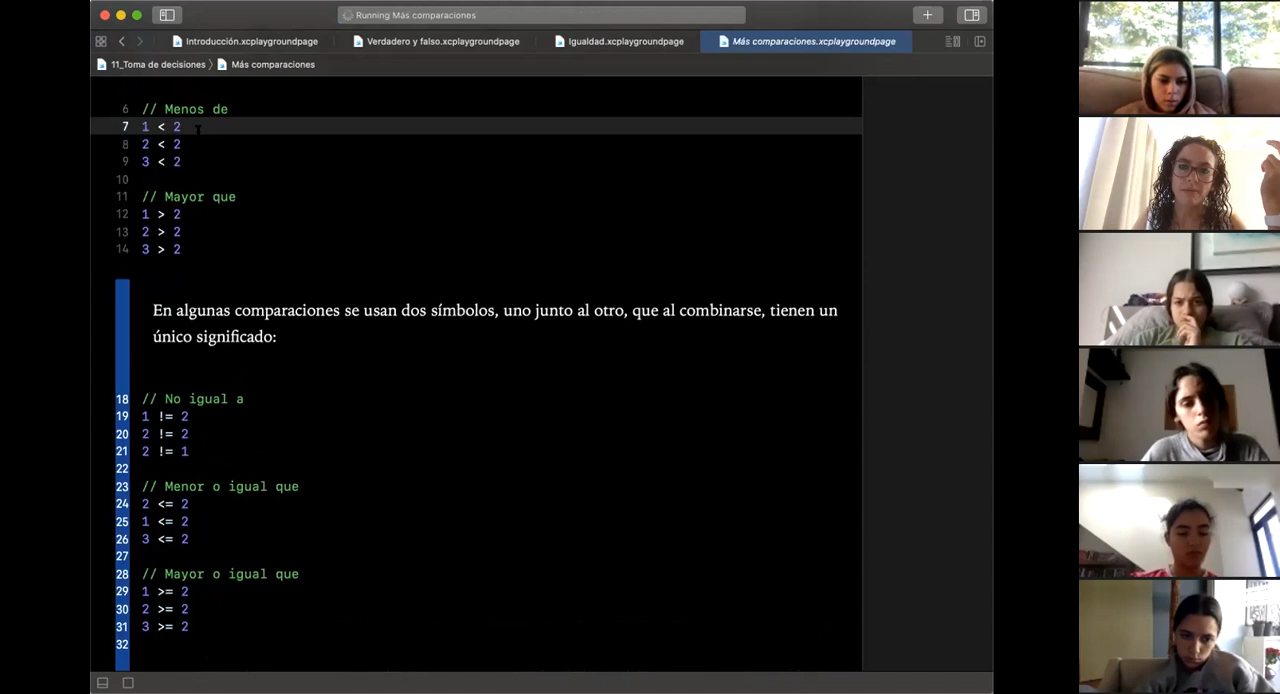 Running Más comparaciones
Introducción.xcplaygroundpage
Verdadero y falso.xcplaygroundpage
Igualdad.xcplaygroundpage
Más comparaciones.xcplaygroundpage
11_Toma de decisiones
Más comparaciones
6 // Menos de
7 1 < 2
8 2 < 2
9 3 < 2
10
11 // Mayor que
12 1 > 2
13 2 > 2
14 3 > 2
En algunas comparaciones se usan dos símbolos, uno junto al otro, que al combinarse, tienen un
único significado:
18 // No igual a
19 1 != 2
20 2 != 2
21 2 != 1
22
23 // Menor o igual que
24 2 <= 2
25 1 <= 2
26 3 <= 2
27
28 // Mayor o igual que
29 1 >= 2
30 2 >= 2
31 3 >= 2
32